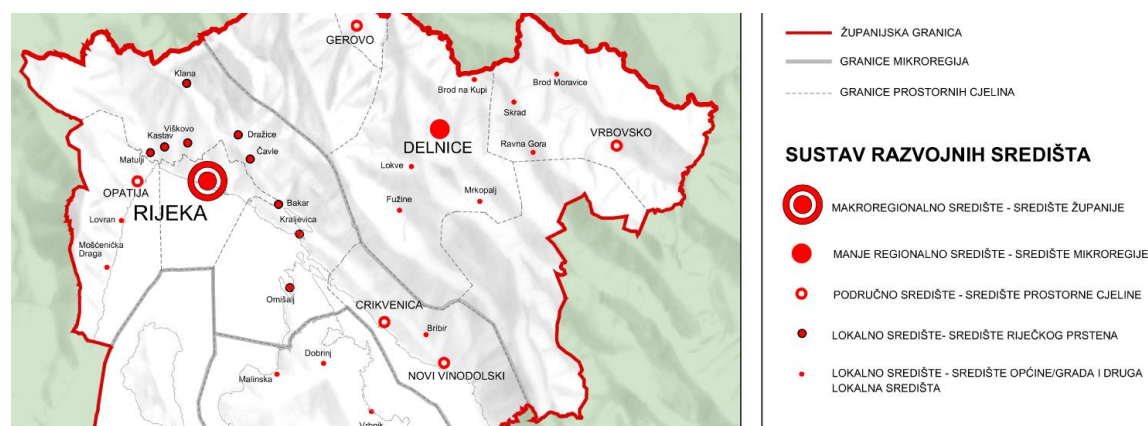 GEROVO
Klana
Brod na Kupi
Brod Moravice
Skrad
Viškovo
Kastav
Dražice
Matulji
Čavle
DELNICE
VRBOVSKO
Ravna Gora
Lokve
OPATIJA
RIJEKA
Mrkopalj
Fužine
Bakar
Lovran
Kraljevica
Mošćenička
Draga
Omišalj
CRIKVENICA
Bribir
Dobrinj
Malinska
NOVI VINODOLSKI
Vrbnik
ŽUPANIJSKA GRANICA
GRANICE MIKROREGIJA
GRANICE PROSTORNIH CJELINA
SUSTAV RAZVOJNIH SREDIŠTA
MAKROREGIONALNO SREDIŠTE - SREDIŠTE ŽUPANIJE
MANJE REGIONALNO SREDIŠTE - SREDIŠTE MIKROREGIJE
PODRUČNO SREDIŠTE - SREDIŠTE PROSTORNE CJELINE
LOKALNO SREDIŠTE- SREDIŠTE RIJEČKOG PRSTENA
LOKALNO SREDIŠTE - SREDIŠTE OPĆINE/GRADA I DRUGA
LOKALNA SREDIŠTA